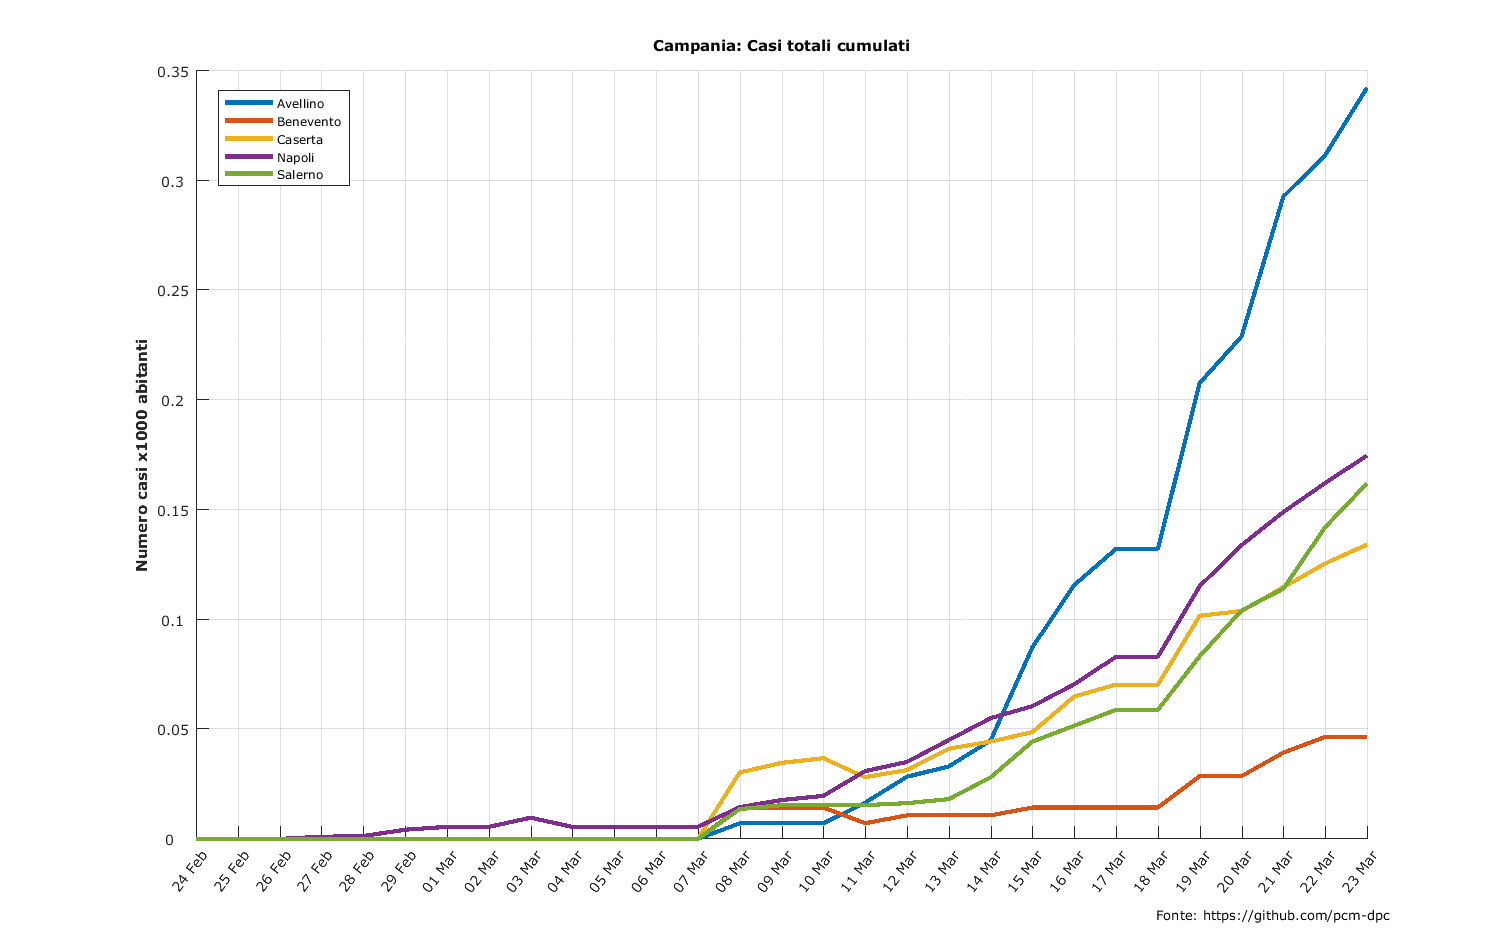 Campania: Casi totali cumulati
Numero casi x1000 abitanti
0.35
0.3
0.25
0.2
0.15
0.1
0.05
0
Avellino
Benevento
Caserta
Napoli
Salerno
24 Feb
25 Feb
26 Feb
27 Feb
28 Feb
29 Feb
01 Mar
02 Mar
03 Mar
04 Mar
05 Mar
06 Mar
07 Mar
08 Mar
09 Mar
10 Mar
11 Mar
12 Mar
13 Mar
14 Mar
15 Mar
16 Mar
17 Mar
18 Mar
19 Mar
20 Mar
21 Mar
22 Mar
23 Mar
Fonte: https://github.com/pcm-dpc